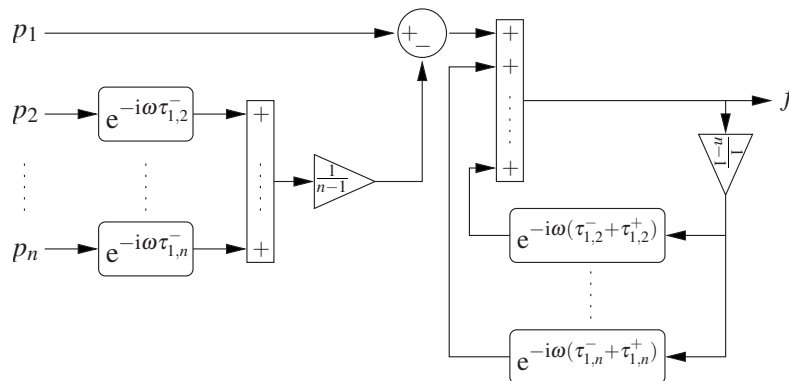 p₁
+
−
+
+
+
f
p₂
e^{−iωτ⁻₁,₂}
+
1/(n−1)
1/(n−1)
e^{−iω(τ⁻₁,₂+τ⁺₁,₂)}
pₙ
e^{−iωτ⁻₁,ₙ}
+
e^{−iω(τ⁻₁,ₙ+τ⁺₁,ₙ)}